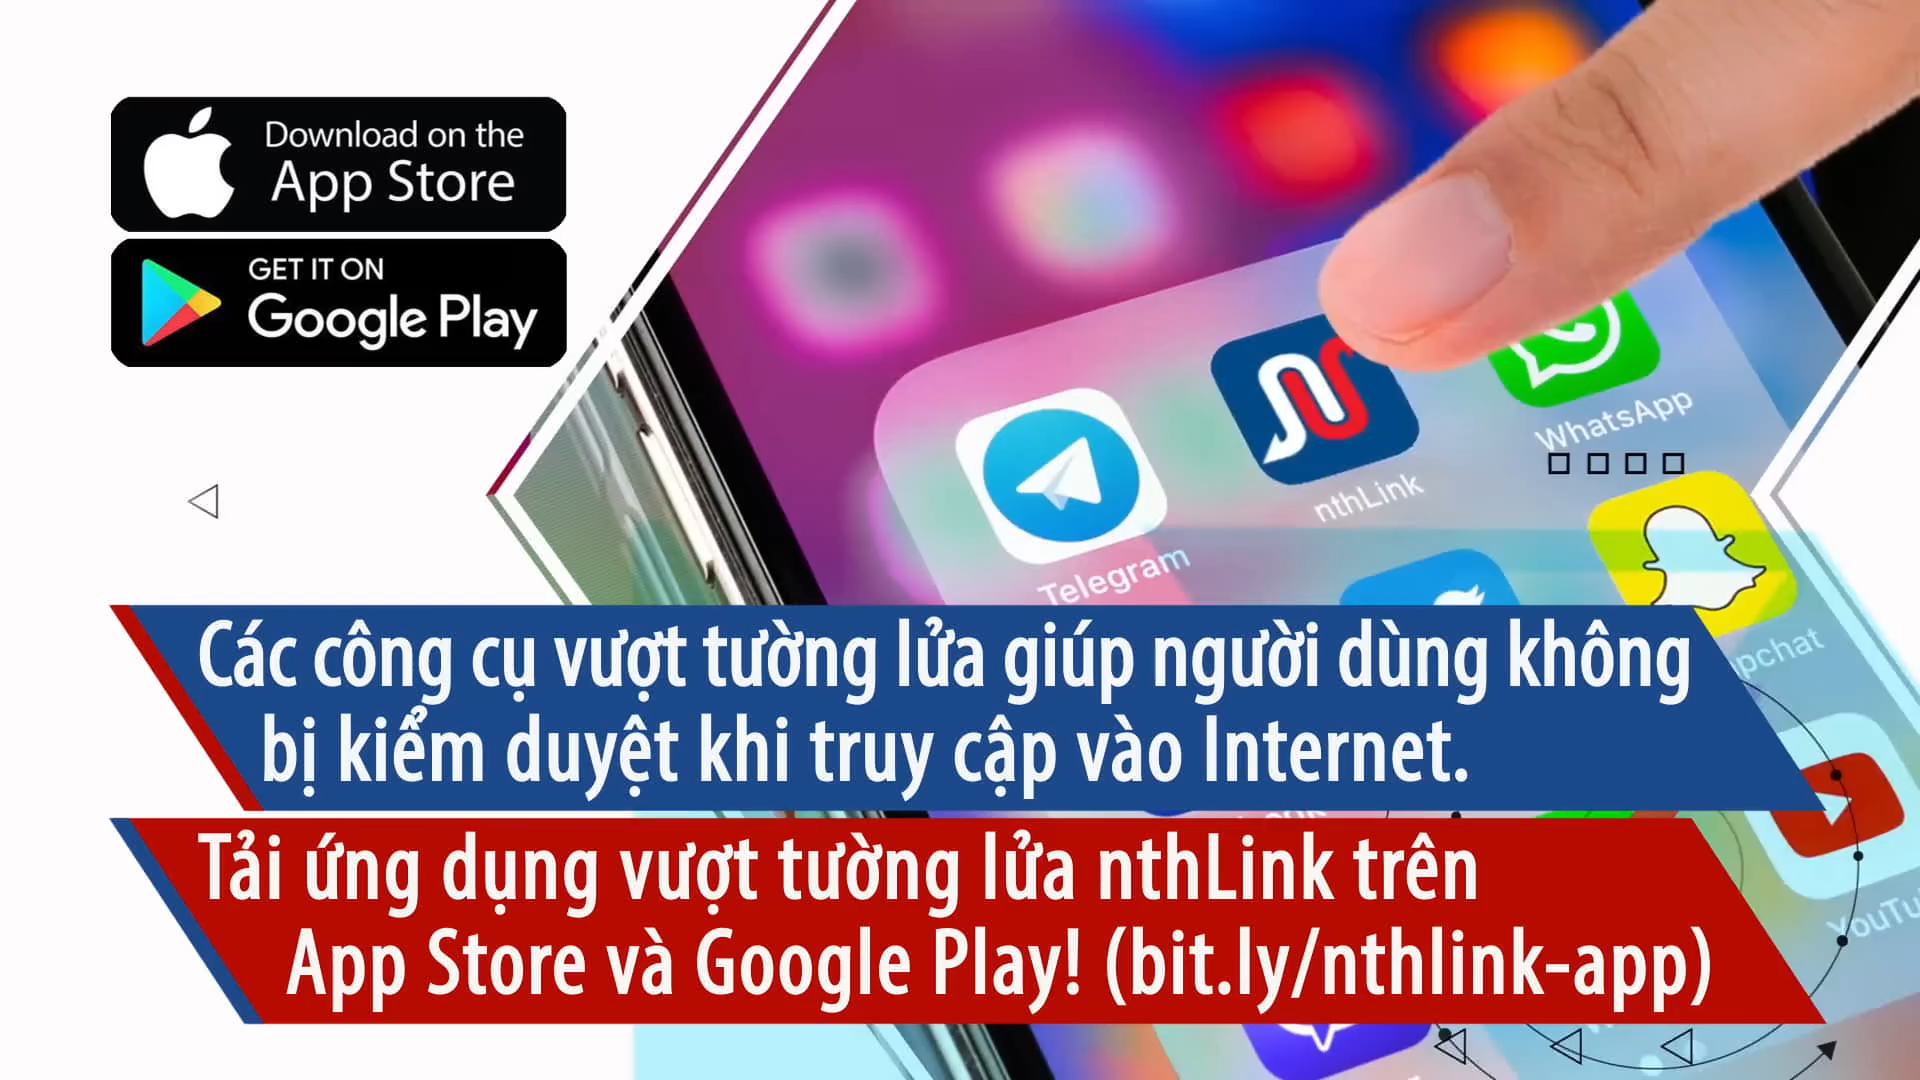 Download on the
App Store
GET IT ON
Google Play
WhatsApp
nthLink
Telegram
pchat
Các công cụ vượt tường lửa giúp người dùng không
bị kiểm duyệt khi truy cập vào Internet.
YouTu
Tải ứng dụng vượt tường lửa nthLink trên
App Store và Google Play! (bit.ly/nthlink-app)